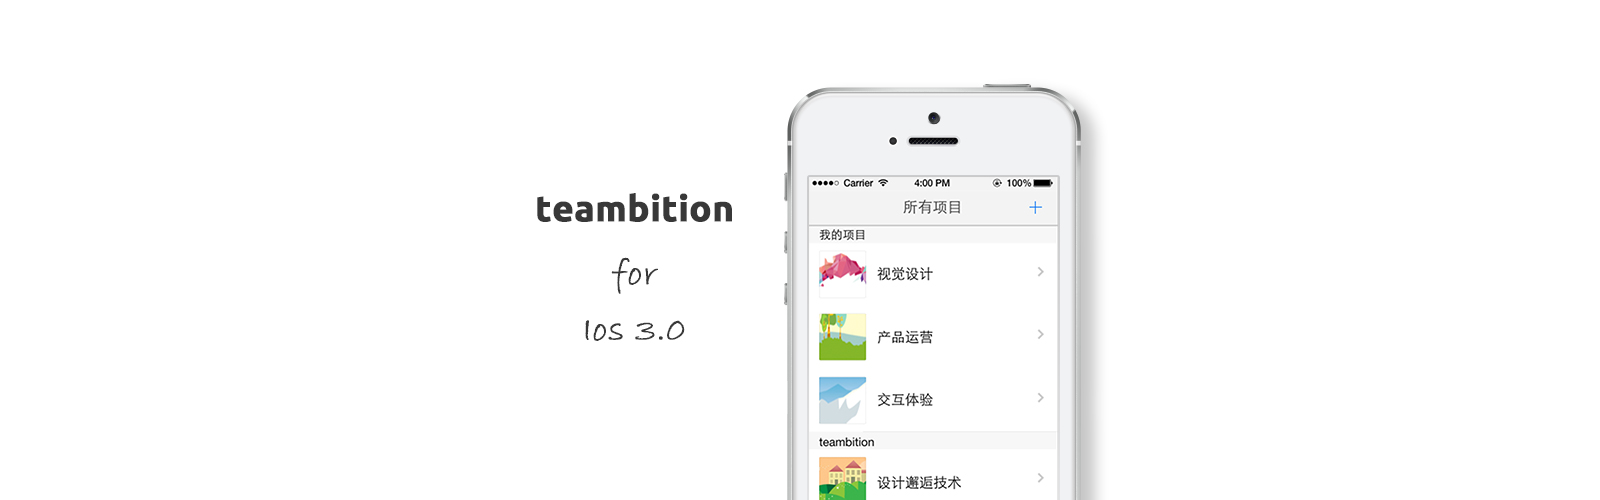 teambition
for
Ios 3.0
Carrier 4:00 PM 100%
所有项目 +
我的项目
视觉设计
产品运营
交互体验
teambition
设计邂逅技术